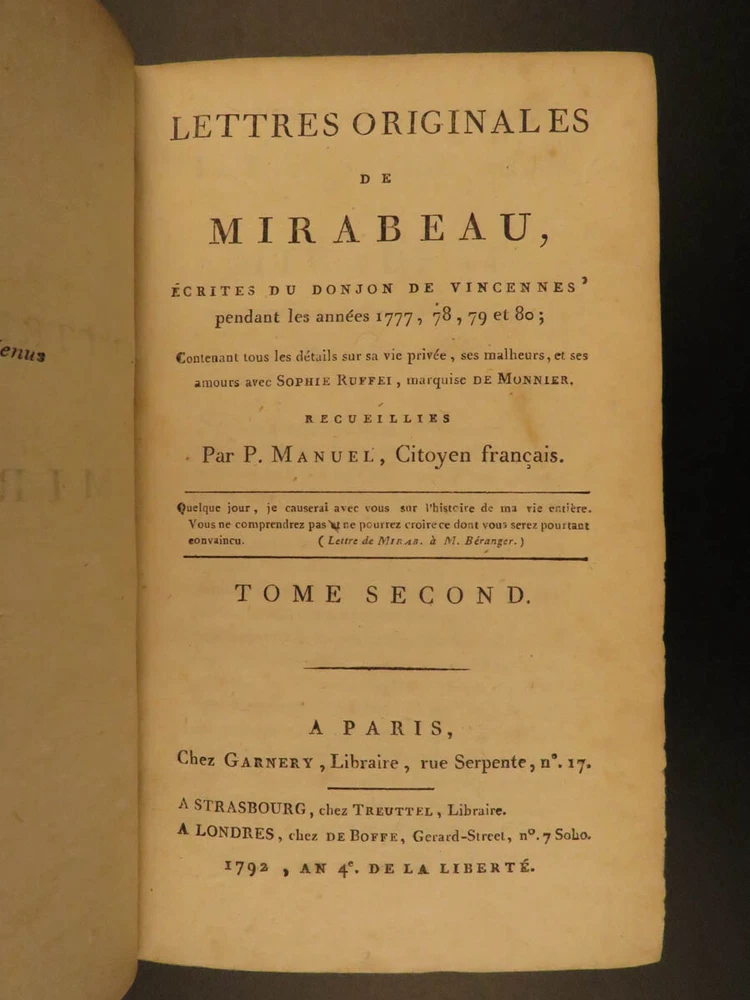 enus
LETTRES ORIGINALES
DE
MIRABEAU,
ÉCRITES DU DONJON DE VINCENNES,
pendant les années 1777, 78, 79 et 80;
Contenant tous les détails sur sa vie privée, ses malheurs, et ses
amours avec SOPHIE RUFFEI, marquise DE MONNIER.
RECUEILLIES
Par P. MANUEL, Citoyen français.
Quelque jour, je causerai avec vous sur l'histoire de ma vie entière.
Vous ne comprendrez pas ne pourrez croire ce dont vous serez pourtant
convaincu. (Lettre de MIRAB. à M. Béranger.)
TOME SECOND.
A PARIS,
Chez GARNERY, Libraire, rue Serpente, n°. 17.
A STRASBOURG, chez TREUTTEL, Libraire.
A LONDRES, chez DE BOFFE, Gerard-Street, n°. 7 Soho.
1792, AN 4e. DE LA LIBERTÉ.